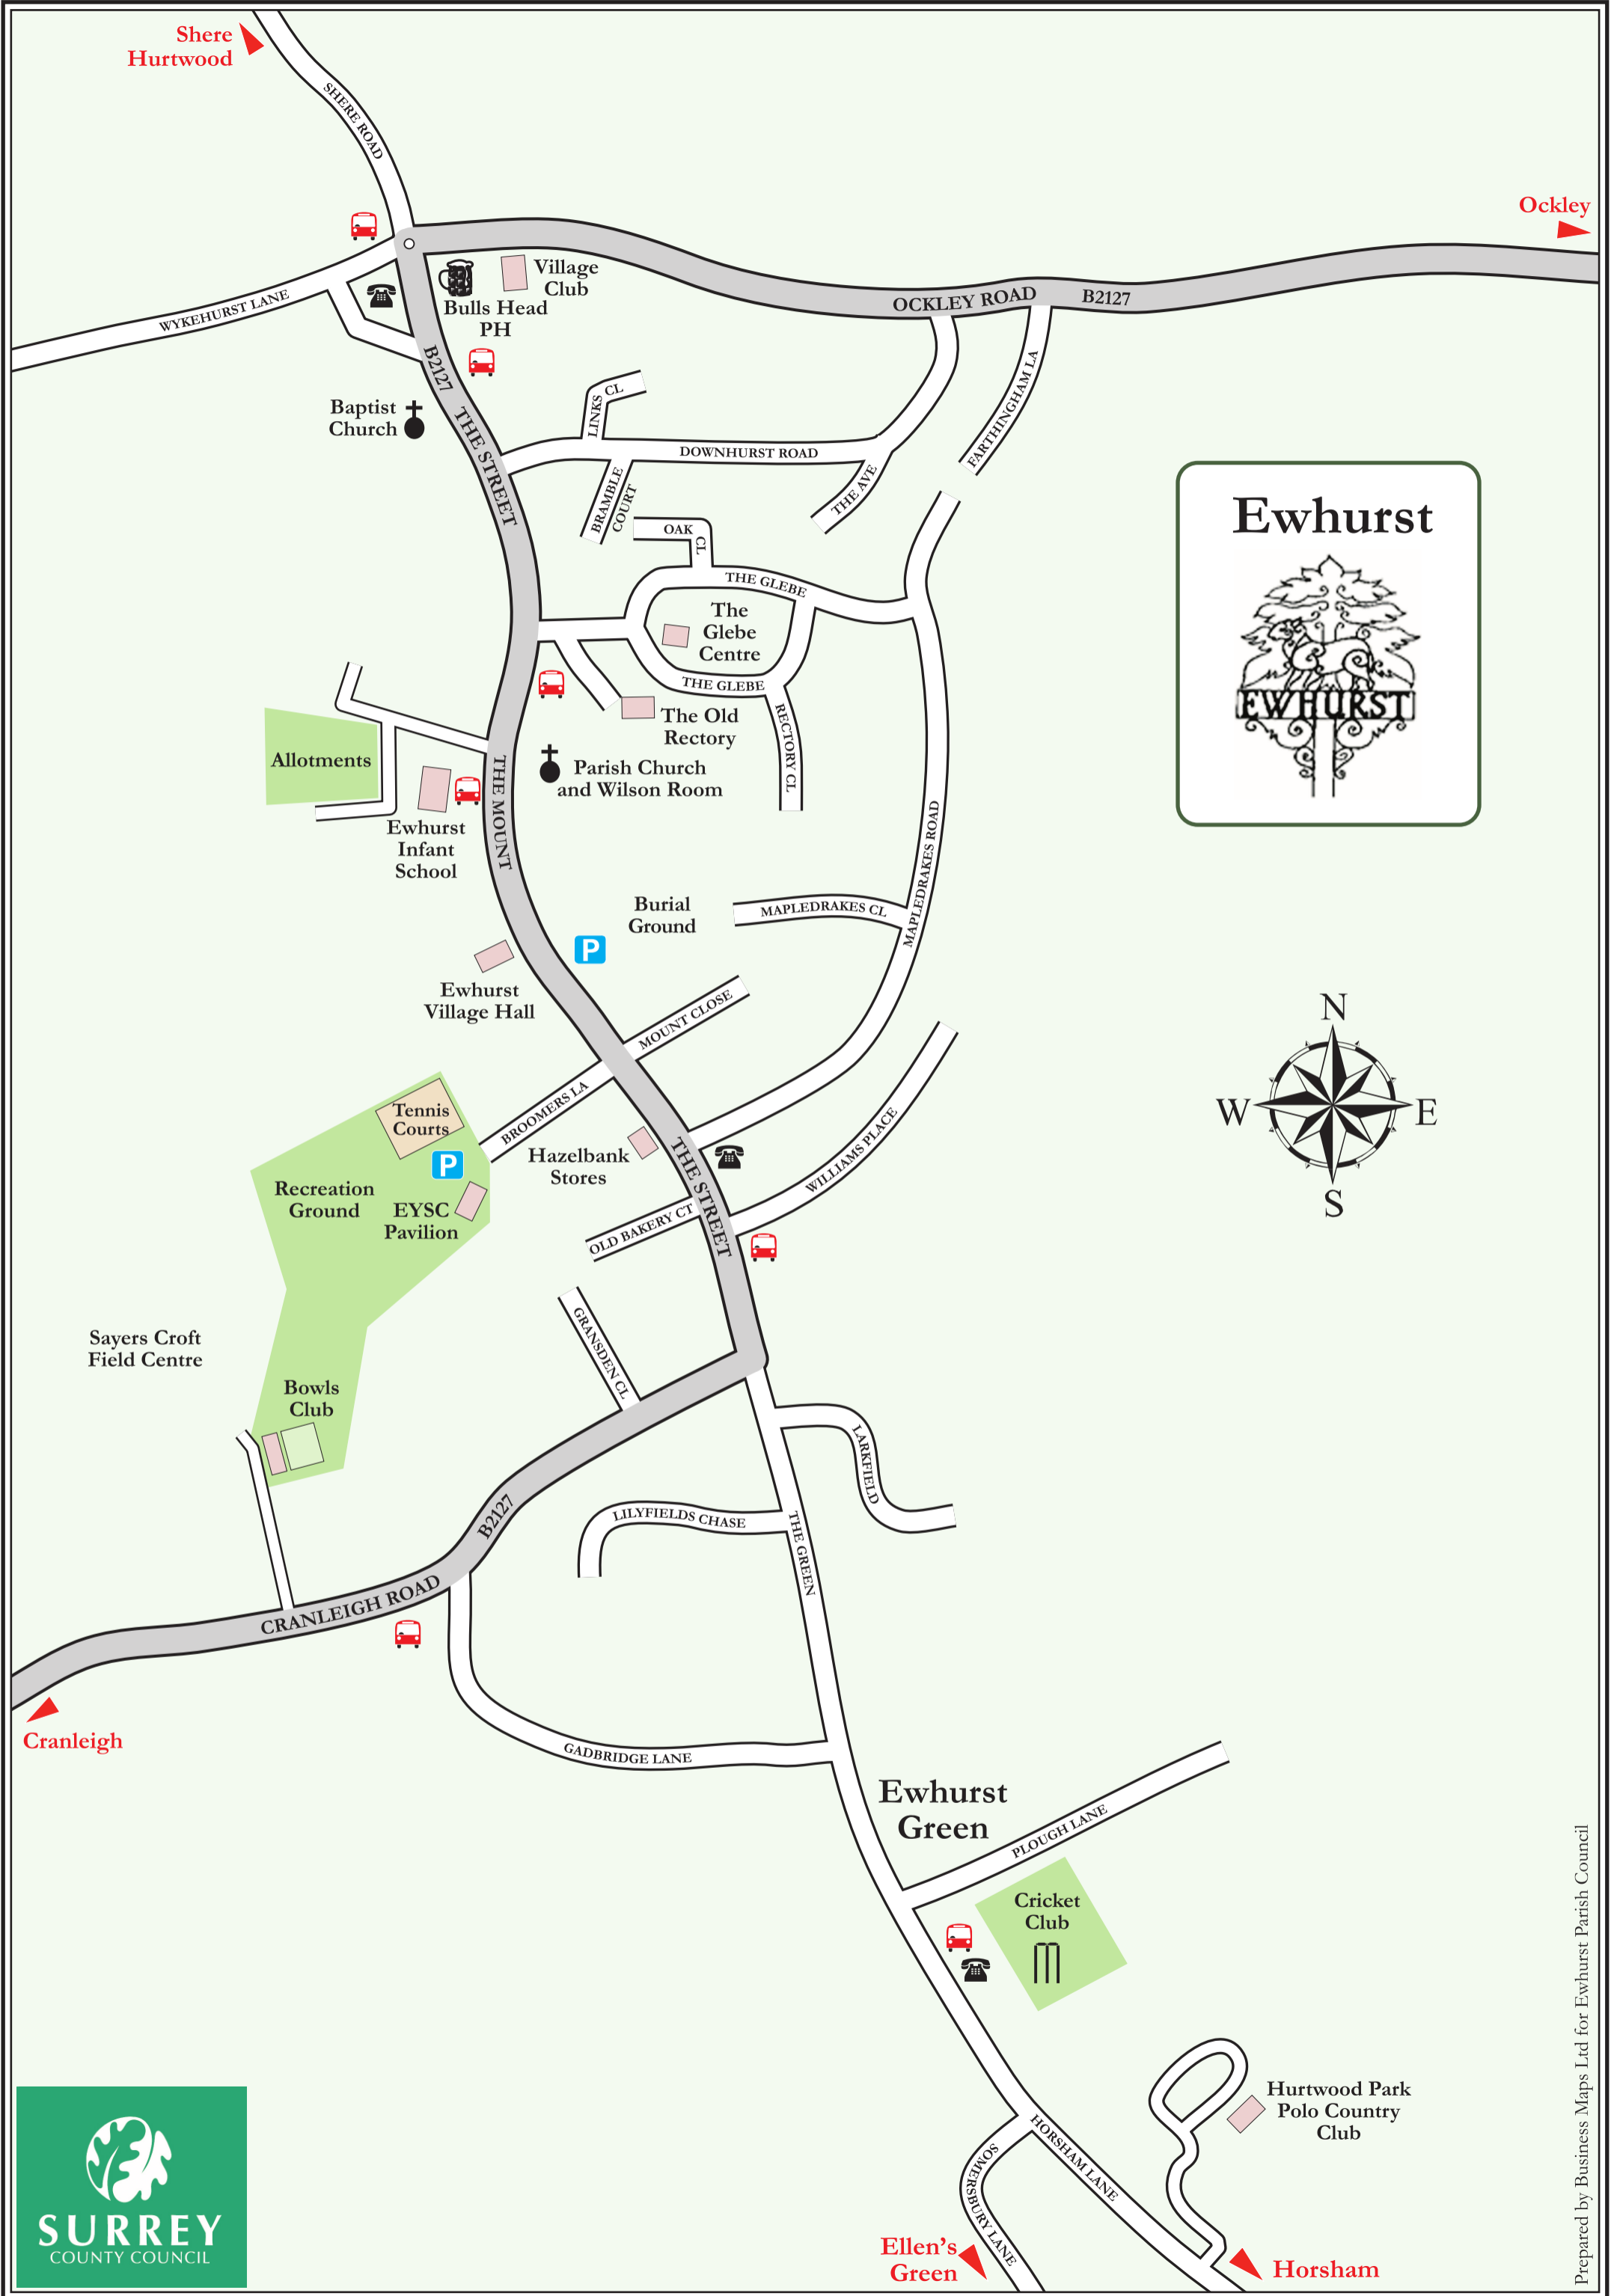 Shere
Hurtwood
SHERE ROAD
Ockley
WYKEHURST LANE
Village
Club
Bulls Head
PH
OCKLEY ROAD
B2127
B2127
THE STREET
Baptist
Church
LINKS CL
DOWNHURST ROAD
BRAMBLE
COURT
THE AVE
FARTHINGHAM LA
Ewhurst
EWHURST
OAK CL
THE GLEBE
The
Glebe
Centre
THE GLEBE
The Old
Rectory
RECTORY CL
Allotments
Parish Church
and Wilson Room
THE MOUNT
Ewhurst
Infant
School
MAPLEDRAKES ROAD
Burial
Ground
MAPLEDRAKES CL
P
Ewhurst
Village Hall
MOUNT CLOSE
N
W
E
S
BROOMERS LA
Tennis
Courts
P
Hazelbank
Stores
THE STREET
WILLIAMS PLACE
Recreation
Ground
EYSC
Pavilion
OLD BAKERY CT
GRANSDEN CL
Sayers Croft
Field Centre
Bowls
Club
LARKFIELD
B2127
LILYFIELDS CHASE
THE GREEN
CRANLEIGH ROAD
Cranleigh
GADBRIDGE LANE
Ewhurst
Green
PLOUGH LANE
Cricket
Club
Hurtwood Park
Polo Country
Club
HORSHAM LANE
SOMERSBURY LANE
Ellen's
Green
Horsham
SURREY
COUNTY COUNCIL
Prepared by Business Maps Ltd for Ewhurst Parish Council